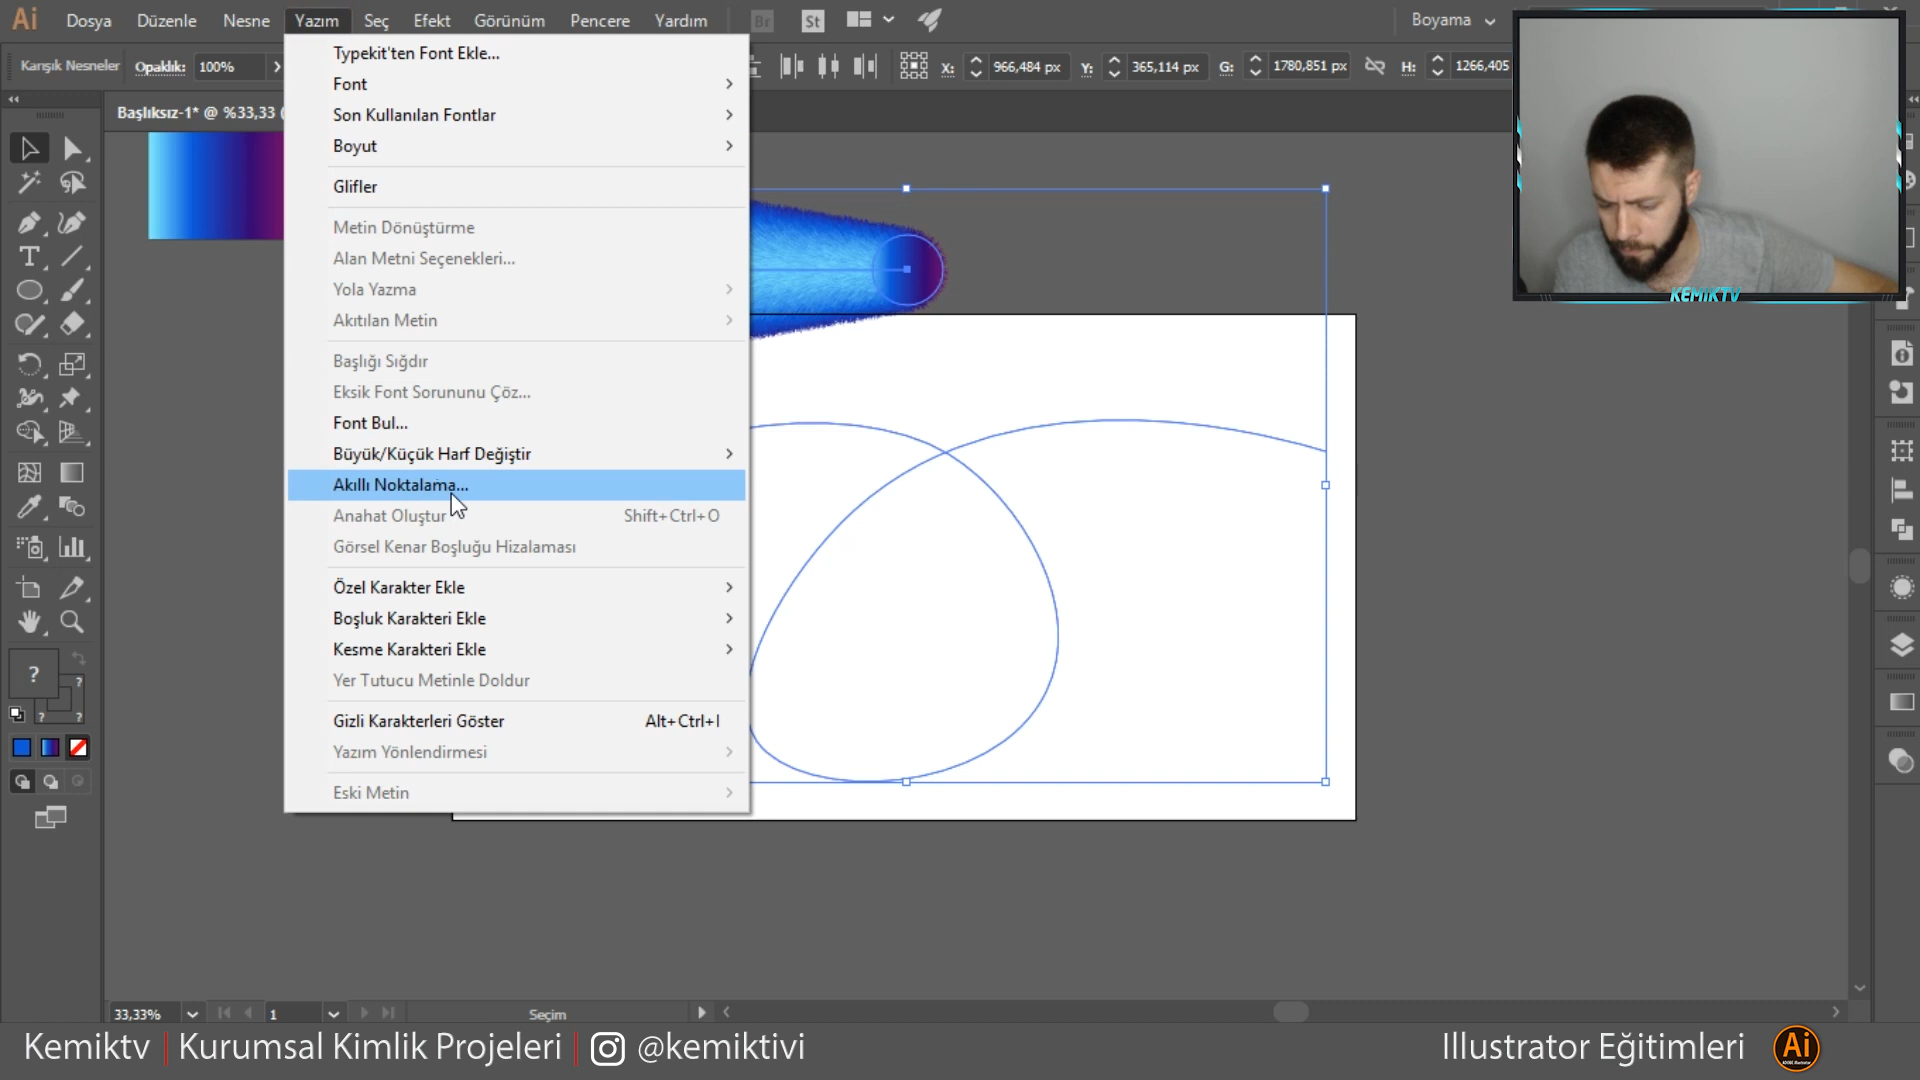 Ai Dosya Düzenle Nesne Yazım Seç Efekt Görünüm Pencere Yardım Br St Boyama
Karışık Nesneler Opaklık: 100% X: 966,484 px Y: 365,114 px G: 1780,851 px H: 1266,405
Başlıksız-1* @ %33,33 (
Typekit'ten Font Ekle...
Font
Son Kullanılan Fontlar
Boyut
Glifler
Metin Dönüştürme
Alan Metni Seçenekleri...
Yola Yazma
Akıtılan Metin
Başlığı Sığdır
Eksik Font Sorununu Çöz...
Font Bul...
Büyük/Küçük Harf Değiştir
Akıllı Noktalama...
Anahat Oluştur Shift+Ctrl+O
Görsel Kenar Boşluğu Hizalaması
Özel Karakter Ekle
Boşluk Karakteri Ekle
Kesme Karakteri Ekle
Yer Tutucu Metinle Doldur
Gizli Karakterleri Göster Alt+Ctrl+I
Yazım Yönlendirmesi
Eski Metin
KEMİKTV
T
?
? ? ?
33,33% 1 Seçim
Kemiktv | Kurumsal Kimlik Projeleri | @kemiktivi Illustrator Eğitimleri Ai